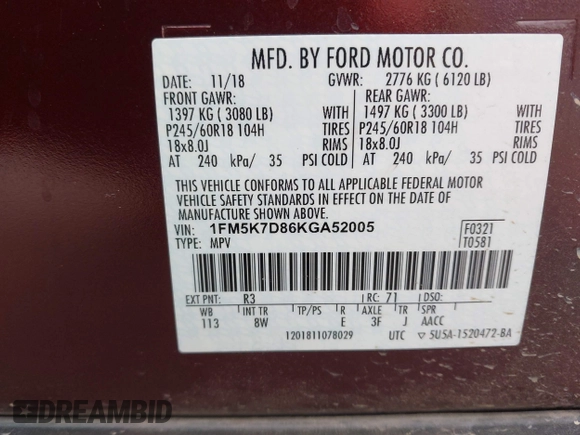 MFD. BY FORD MOTOR CO.
DATE: 11/18 GVWR: 2776 KG ( 6120 LB)
FRONT GAWR: REAR GAWR:
1397 KG ( 3080 LB) WITH 1497 KG ( 3300 LB) WITH
P245/60R18 104H TIRES P245/60R18 104H TIRES
18x8.0J RIMS 18x8.0J RIMS
AT 240 kPa/ 35 PSI COLD AT 240 kPa/ 35 PSI COLD
THIS VEHICLE CONFORMS TO ALL APPLICABLE FEDERAL MOTOR
VEHICLE SAFETY STANDARDS IN EFFECT ON THE DATE OF
MANUFACTURE SHOWN ABOVE.
VIN: 1FM5K7D86KGA52005 F0321
TYPE: MPV T0581
EXT PNT: R3 RC: 71 DSO:
WB INT TR TP/PS R AXLE TR SPR
113 8W E 3F J AACC
1201811078029 UTC ▽ 5USA-1520472-BA
DREAMBID